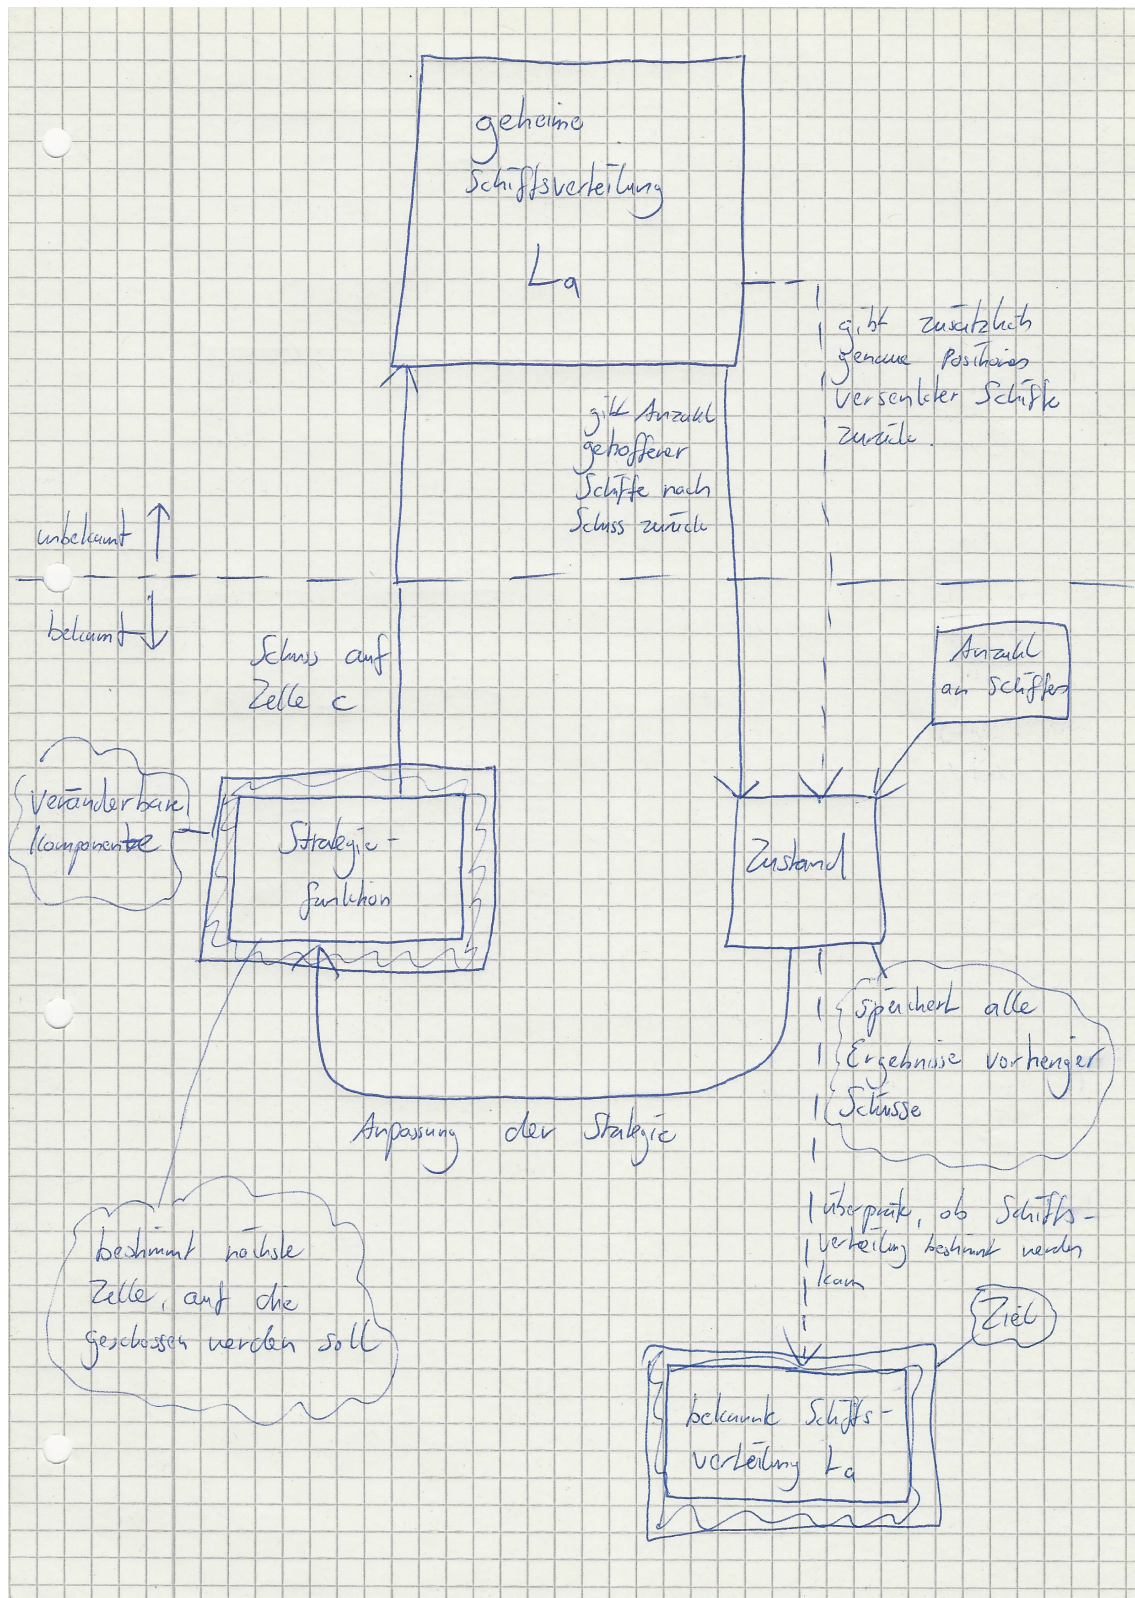 geheime
Schiffsverteilung
La
gibt zusätzlich
genaue Positionen
versenkter Schiffe
zurück.
gibt Anzahl
getroffener
Schiffe nach
Schuss zurück
unbekannt
bekannt
Schuss auf
Zelle c
Anzahl
an Schiffen
Veränderbare
Komponente
Strategie-
funktion
Zustand
speichert alle
Ergebnisse vorheriger
Schüsse
Anpassung der Stategie
überprüfe, ob Schiffs-
verteilung bestimmt werden
kann
bestimmt nächste
Zelle, auf die
geschossen werden soll
Ziel
bekannte Schiffs-
verteilung La